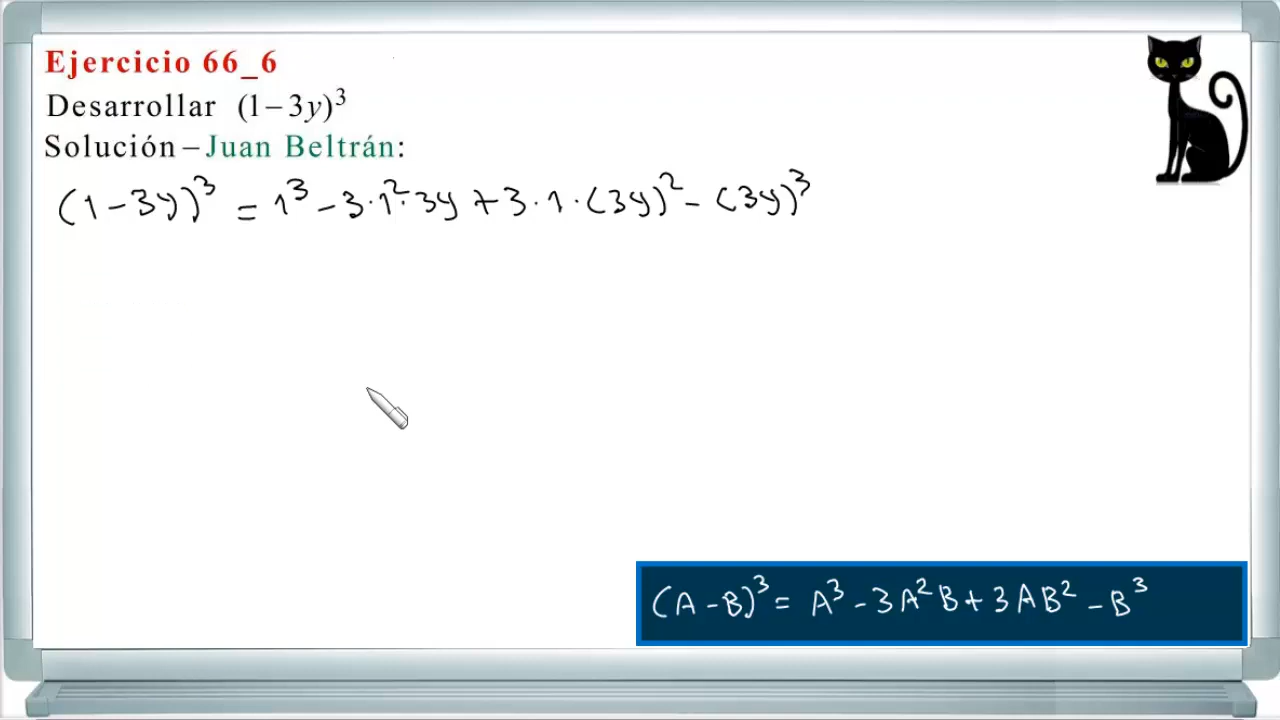 Ejercicio 66_6
Desarrollar (1−3y)³
Solución−Juan Beltrán:
(1−3y)³ = 1³ − 3·1²·3y + 3·1·(3y)² − (3y)³
(A−B)³ = A³ − 3A²B + 3AB² − B³